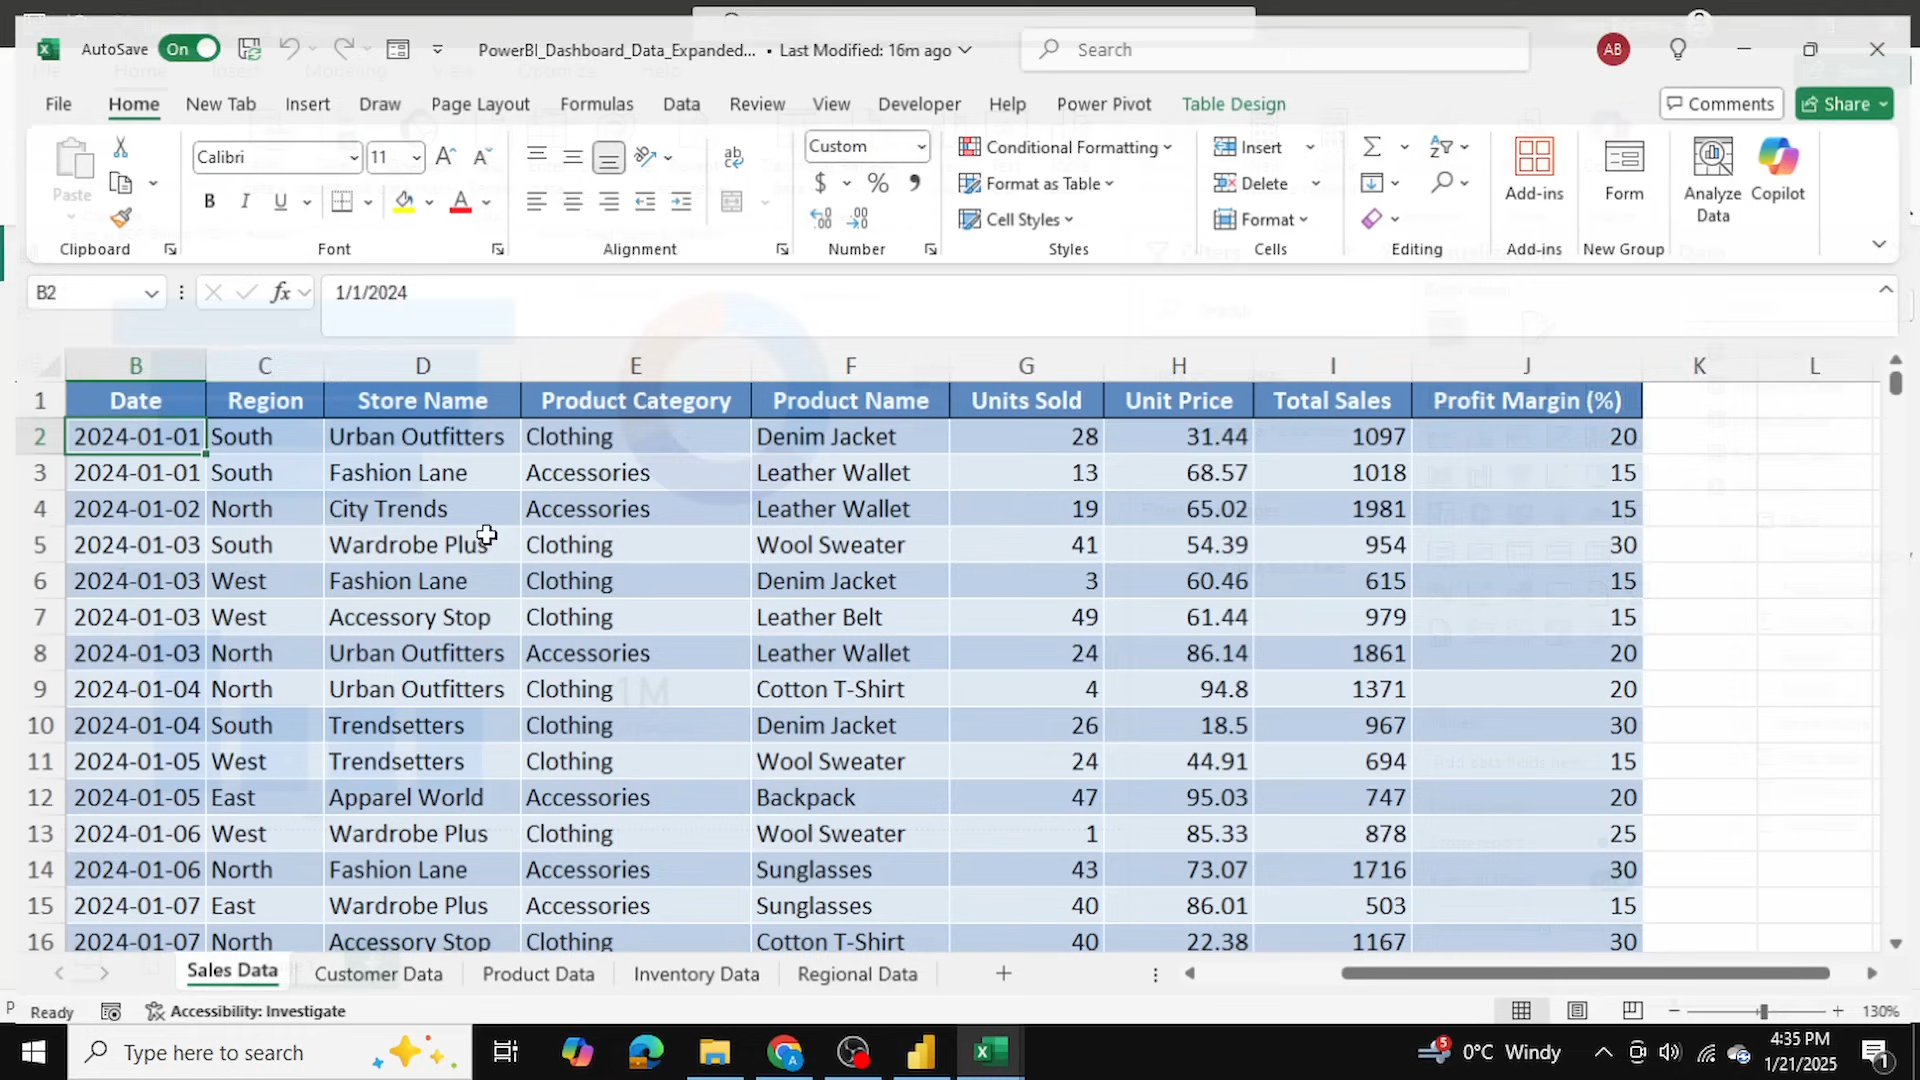 AutoSave On PowerBI_Dashboard_Data_Expanded... • Last Modified: 16m ago Search AB
File Home New Tab Insert Draw Page Layout Formulas Data Review View Developer Help Power Pivot Table Design Comments Share
Paste Calibri 11 A A ab Custom Conditional Formatting Insert
B I U A $ % Format as Table Delete Add-ins Form Analyze Data Copilot
Cell Styles Format
Clipboard Font Alignment Number Styles Cells Editing Add-ins New Group
B2 fx 1/1/2024
B C D E F G H I J K L
1 Date Region Store Name Product Category Product Name Units Sold Unit Price Total Sales Profit Margin (%)
2 2024-01-01 South Urban Outfitters Clothing Denim Jacket 28 31.44 1097 20
3 2024-01-01 South Fashion Lane Accessories Leather Wallet 13 68.57 1018 15
4 2024-01-02 North City Trends Accessories Leather Wallet 19 65.02 1981 15
5 2024-01-03 South Wardrobe Plus Clothing Wool Sweater 41 54.39 954 30
6 2024-01-03 West Fashion Lane Clothing Denim Jacket 3 60.46 615 15
7 2024-01-03 West Accessory Stop Clothing Leather Belt 49 61.44 979 15
8 2024-01-03 North Urban Outfitters Accessories Leather Wallet 24 86.14 1861 20
9 2024-01-04 North Urban Outfitters Clothing Cotton T-Shirt 4 94.8 1371 20
10 2024-01-04 South Trendsetters Clothing Denim Jacket 26 18.5 967 30
11 2024-01-05 West Trendsetters Clothing Wool Sweater 24 44.91 694 15
12 2024-01-05 East Apparel World Accessories Backpack 47 95.03 747 20
13 2024-01-06 West Wardrobe Plus Clothing Wool Sweater 1 85.33 878 25
14 2024-01-06 North Fashion Lane Accessories Sunglasses 43 73.07 1716 30
15 2024-01-07 East Wardrobe Plus Accessories Sunglasses 40 86.01 503 15
16 2024-01-07 North Accessory Stop Clothing Cotton T-Shirt 40 22.38 1167 30
Sales Data Customer Data Product Data Inventory Data Regional Data
Ready Accessibility: Investigate 130%
Type here to search 5 0°C Windy 4:35 PM
1/21/2025 1